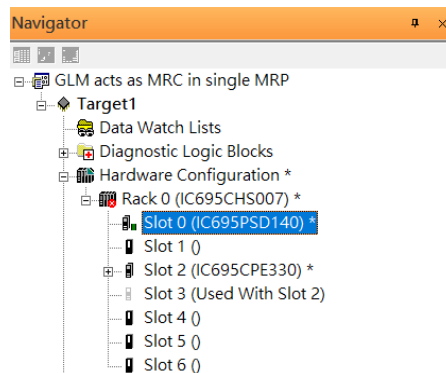 Navigator
GLM acts as MRC in single MRP
Target1
Data Watch Lists
Diagnostic Logic Blocks
Hardware Configuration *
Rack 0 (IC695CHS007) *
Slot 0 (IC695PSD140) *
Slot 1 ()
Slot 2 (IC695CPE330) *
Slot 3 (Used With Slot 2)
Slot 4 ()
Slot 5 ()
Slot 6 ()